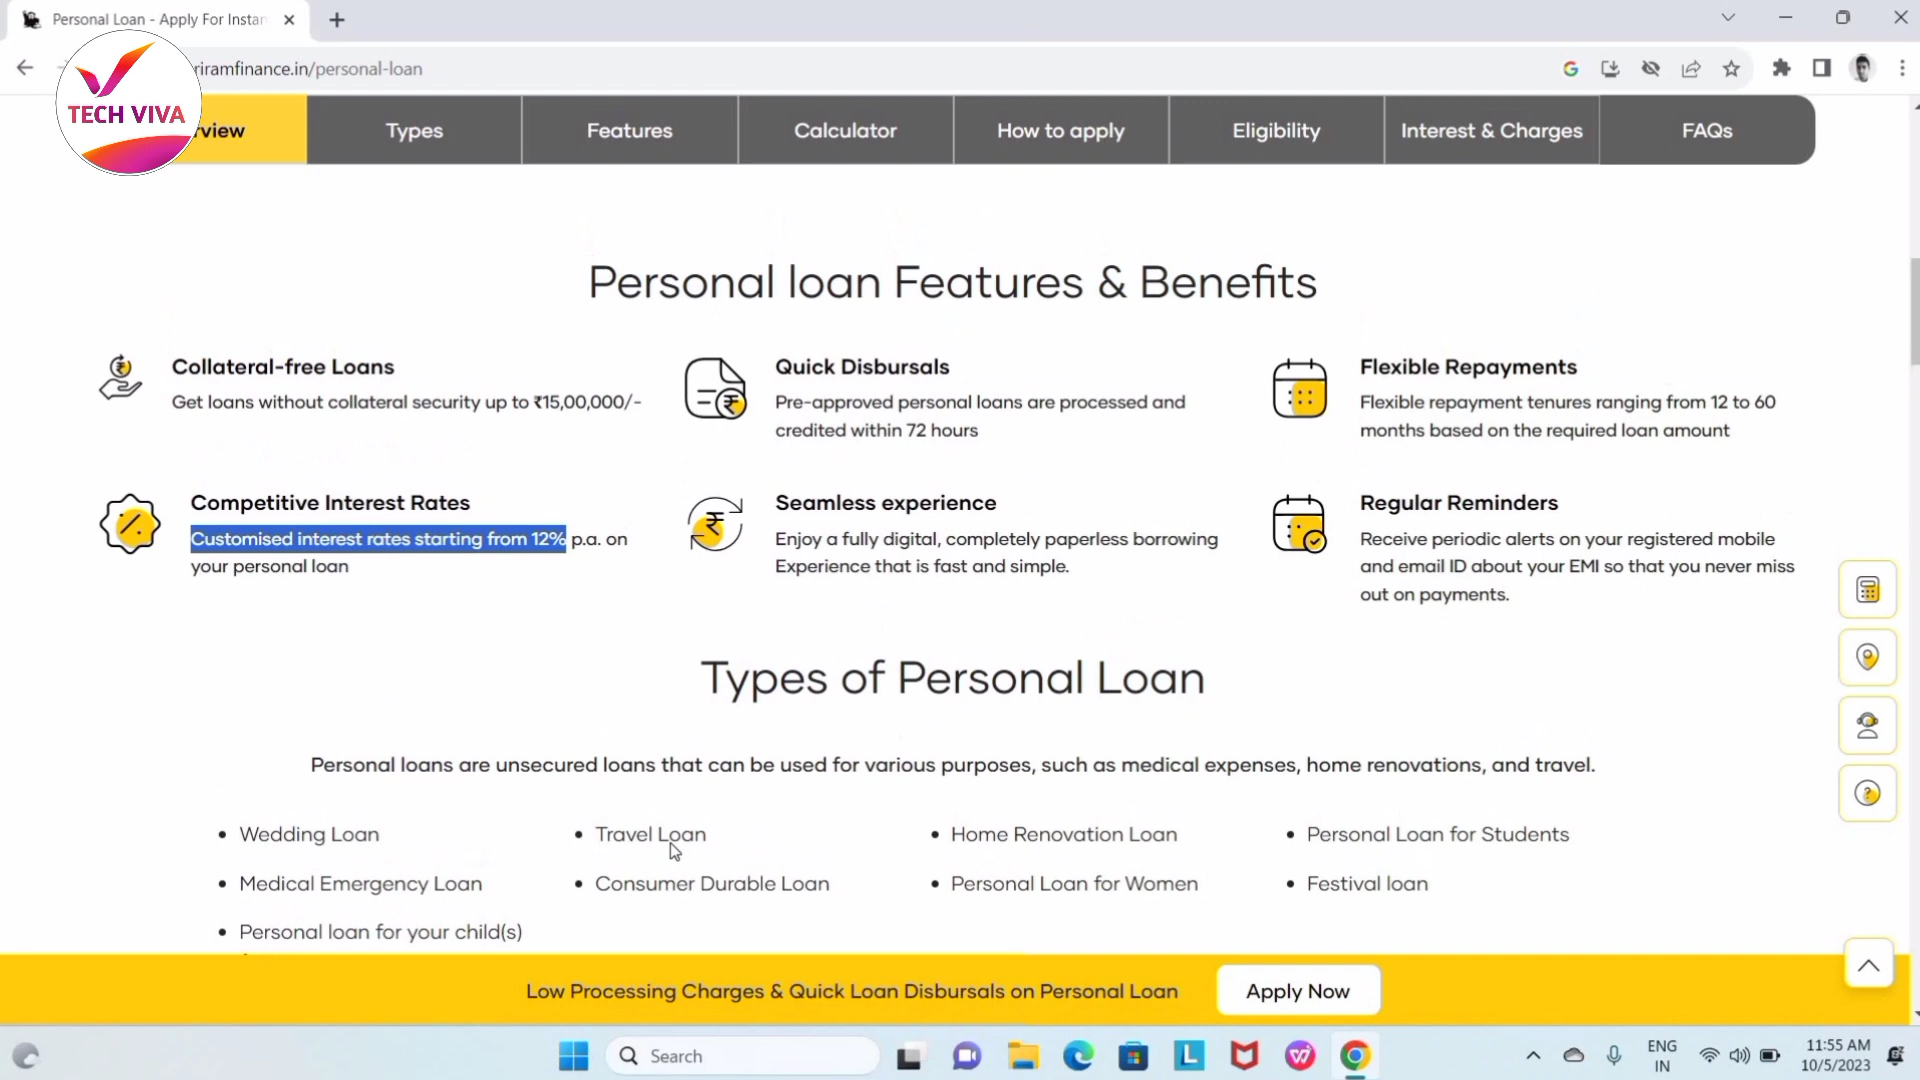 Personal Loan - Apply For Instan
riramfinance.in/personal-loan
TECH VIVA
rview
Types
Features
Calculator
How to apply
Eligibility
Interest & Charges
FAQs
Personal loan Features & Benefits
Collateral-free Loans
Get loans without collateral security up to ₹15,00,000/-
Quick Disbursals
Pre-approved personal loans are processed and
credited within 72 hours
Flexible Repayments
Flexible repayment tenures ranging from 12 to 60
months based on the required loan amount
Competitive Interest Rates
Customised interest rates starting from 12% p.a. on
your personal loan
Seamless experience
Enjoy a fully digital, completely paperless borrowing
Experience that is fast and simple.
Regular Reminders
Receive periodic alerts on your registered mobile
and email ID about your EMI so that you never miss
out on payments.
Types of Personal Loan
Personal loans are unsecured loans that can be used for various purposes, such as medical expenses, home renovations, and travel.
• Wedding Loan
• Travel Loan
• Home Renovation Loan
• Personal Loan for Students
• Medical Emergency Loan
• Consumer Durable Loan
• Personal Loan for Women
• Festival loan
• Personal loan for your child(s)
Low Processing Charges & Quick Loan Disbursals on Personal Loan
Apply Now
Search
ENG
IN
11:55 AM
10/5/2023